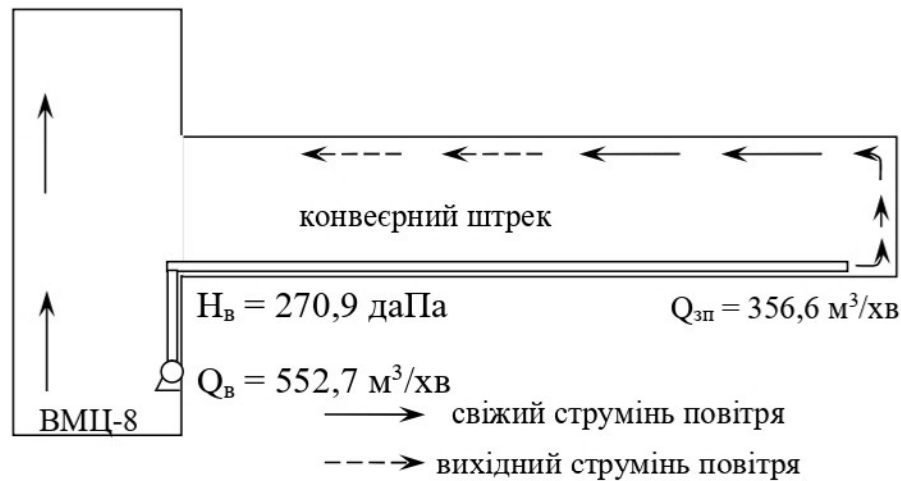 конвеєрний штрек
Hв = 270,9 даПа
Qзп = 356,6 м³/хв
Qв = 552,7 м³/хв
ВМЦ-8
свіжий струмінь повітря
вихідний струмінь повітря